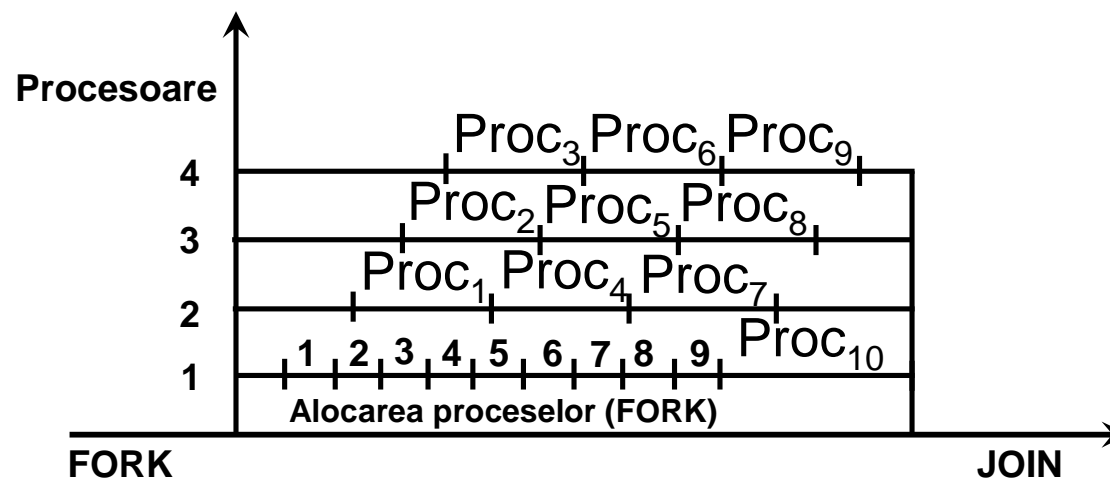 Procesoare
Proc₃ Proc₆ Proc₉
4
Proc₂ Proc₅ Proc₈
3
Proc₁ Proc₄ Proc₇
2
Proc₁₀
1 2 3 4 5 6 7 8 9
1
Alocarea proceselor (FORK)
FORK JOIN